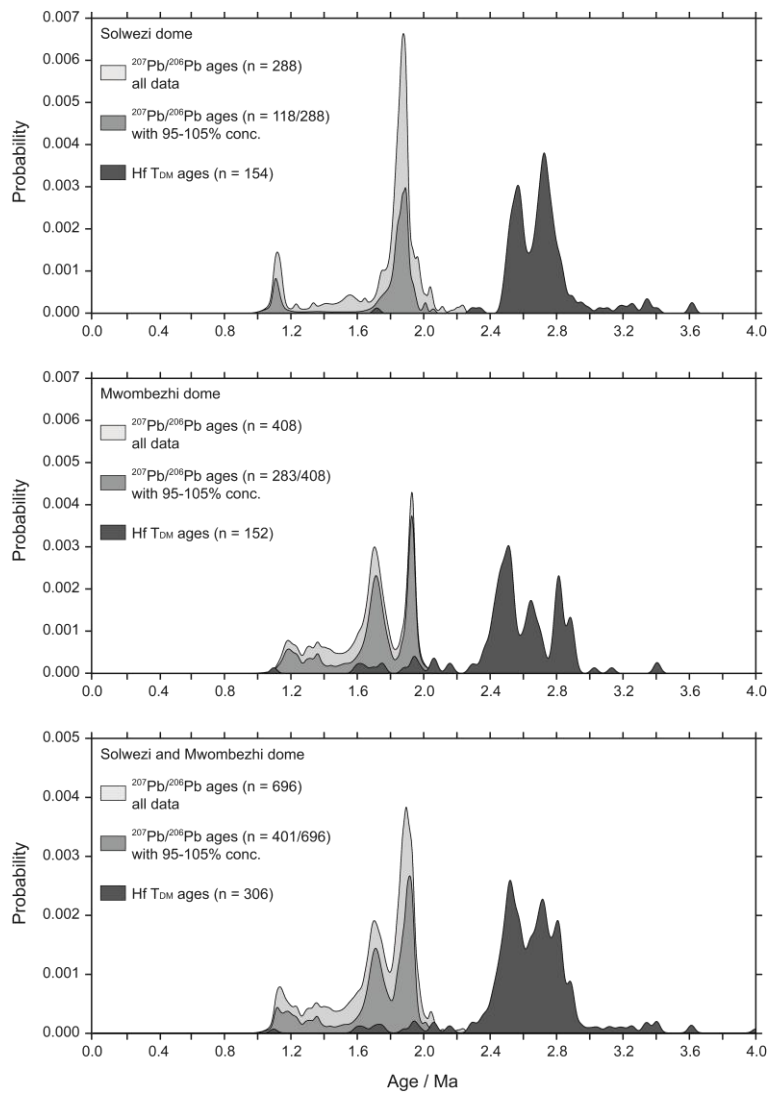 0.007
Solwezi dome
0.006
²⁰⁷Pb/²⁰⁶Pb ages (n = 288)
all data
0.005
²⁰⁷Pb/²⁰⁶Pb ages (n = 118/288)
with 95-105% conc.
0.004
Probability
Hf TDM ages (n = 154)
0.003
0.002
0.001
0.000
0.0 0.4 0.8 1.2 1.6 2.0 2.4 2.8 3.2 3.6 4.0
0.007
Mwombezhi dome
0.006
²⁰⁷Pb/²⁰⁶Pb ages (n = 408)
all data
0.005
²⁰⁷Pb/²⁰⁶Pb ages (n = 283/408)
with 95-105% conc.
0.004
Probability
Hf TDM ages (n = 152)
0.003
0.002
0.001
0.000
0.0 0.4 0.8 1.2 1.6 2.0 2.4 2.8 3.2 3.6 4.0
0.005
Solwezi and Mwombezhi dome
²⁰⁷Pb/²⁰⁶Pb ages (n = 696)
all data
0.004
²⁰⁷Pb/²⁰⁶Pb ages (n = 401/696)
with 95-105% conc.
0.003
Probability
Hf TDM ages (n = 306)
0.002
0.001
0.000
0.0 0.4 0.8 1.2 1.6 2.0 2.4 2.8 3.2 3.6 4.0
Age / Ma